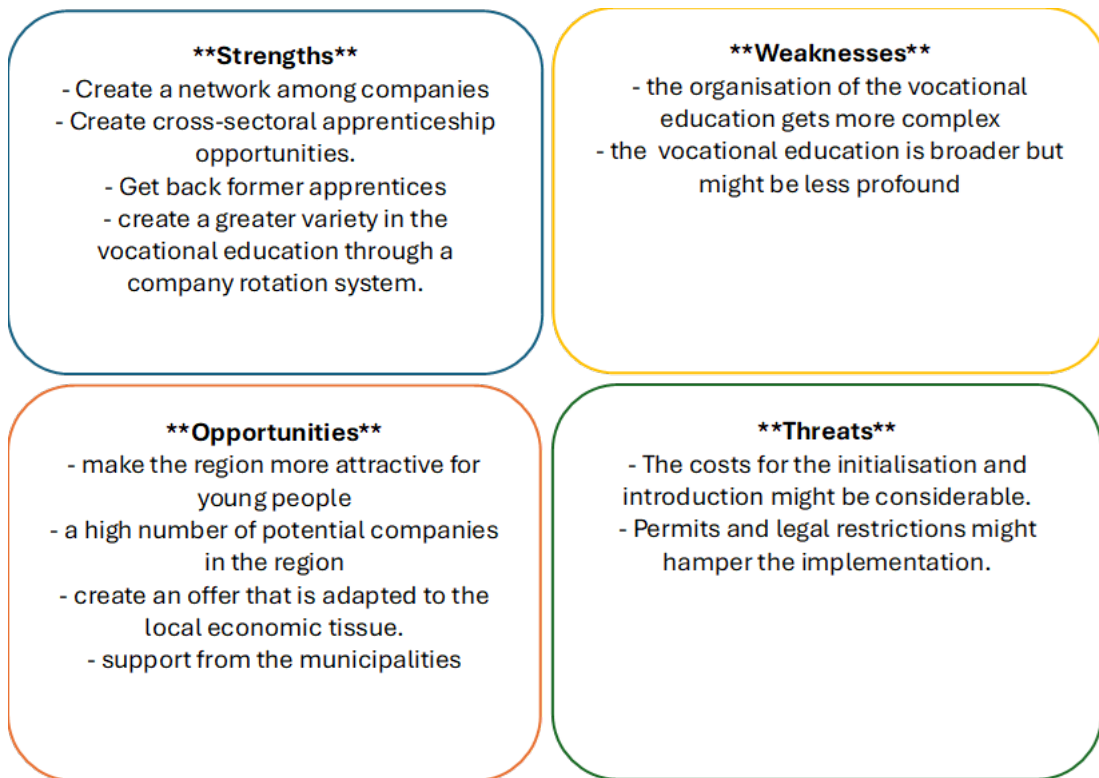 **Strengths**
- Create a network among companies
- Create cross-sectoral apprenticeship
opportunities.
- Get back former apprentices
- create a greater variety in the
vocational education through a
company rotation system.
**Weaknesses**
- the organisation of the vocational
education gets more complex
- the  vocational education is broader but
might be less profound
**Opportunities**
- make the region more attractive for
young people
- a high number of potential companies
in the region
- create an offer that is adapted to the
local economic tissue.
- support from the municipalities
**Threats**
- The costs for the initialisation and
introduction might be considerable.
- Permits and legal restrictions might
hamper the implementation.